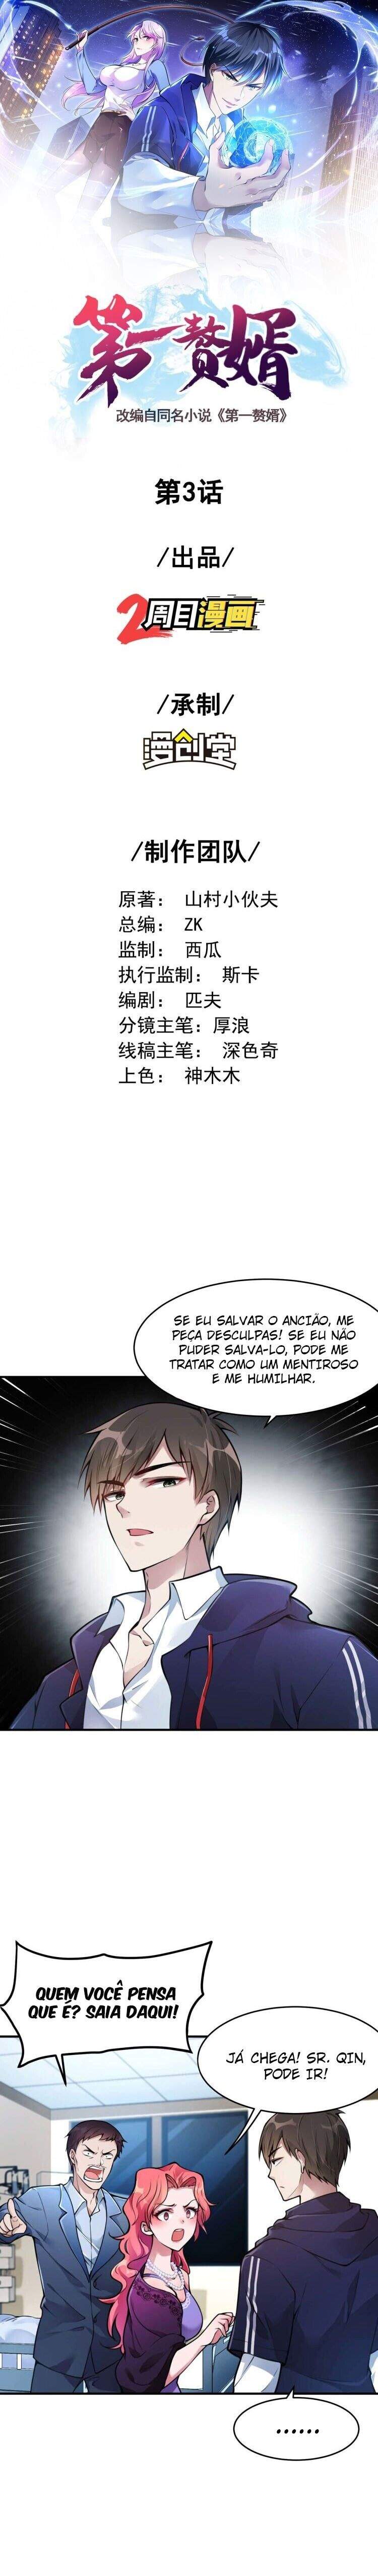 第一赘婿
改编自同名小说《第一赘婿》
第3话
/出品/
2周目漫画
/承制/
漫创堂
/制作团队/
原著： 山村小伙夫
总编： ZK
监制： 西瓜
执行监制： 斯卡
编剧： 匹夫
分镜主笔：厚浪
线稿主笔： 深色奇
上色： 神木木
SE EU SALVAR O ANCIÃO, ME
PEÇA DESCULPAS! SE EU NÃO
PUDER SALVA-LO, PODE ME
TRATAR COMO UM MENTIROSO
E ME HUMILHAR.
QUEM VOCÊ PENSA
QUE É? SAIA DAQUI!
JÁ CHEGA! SR. QIN,
PODE IR!
......